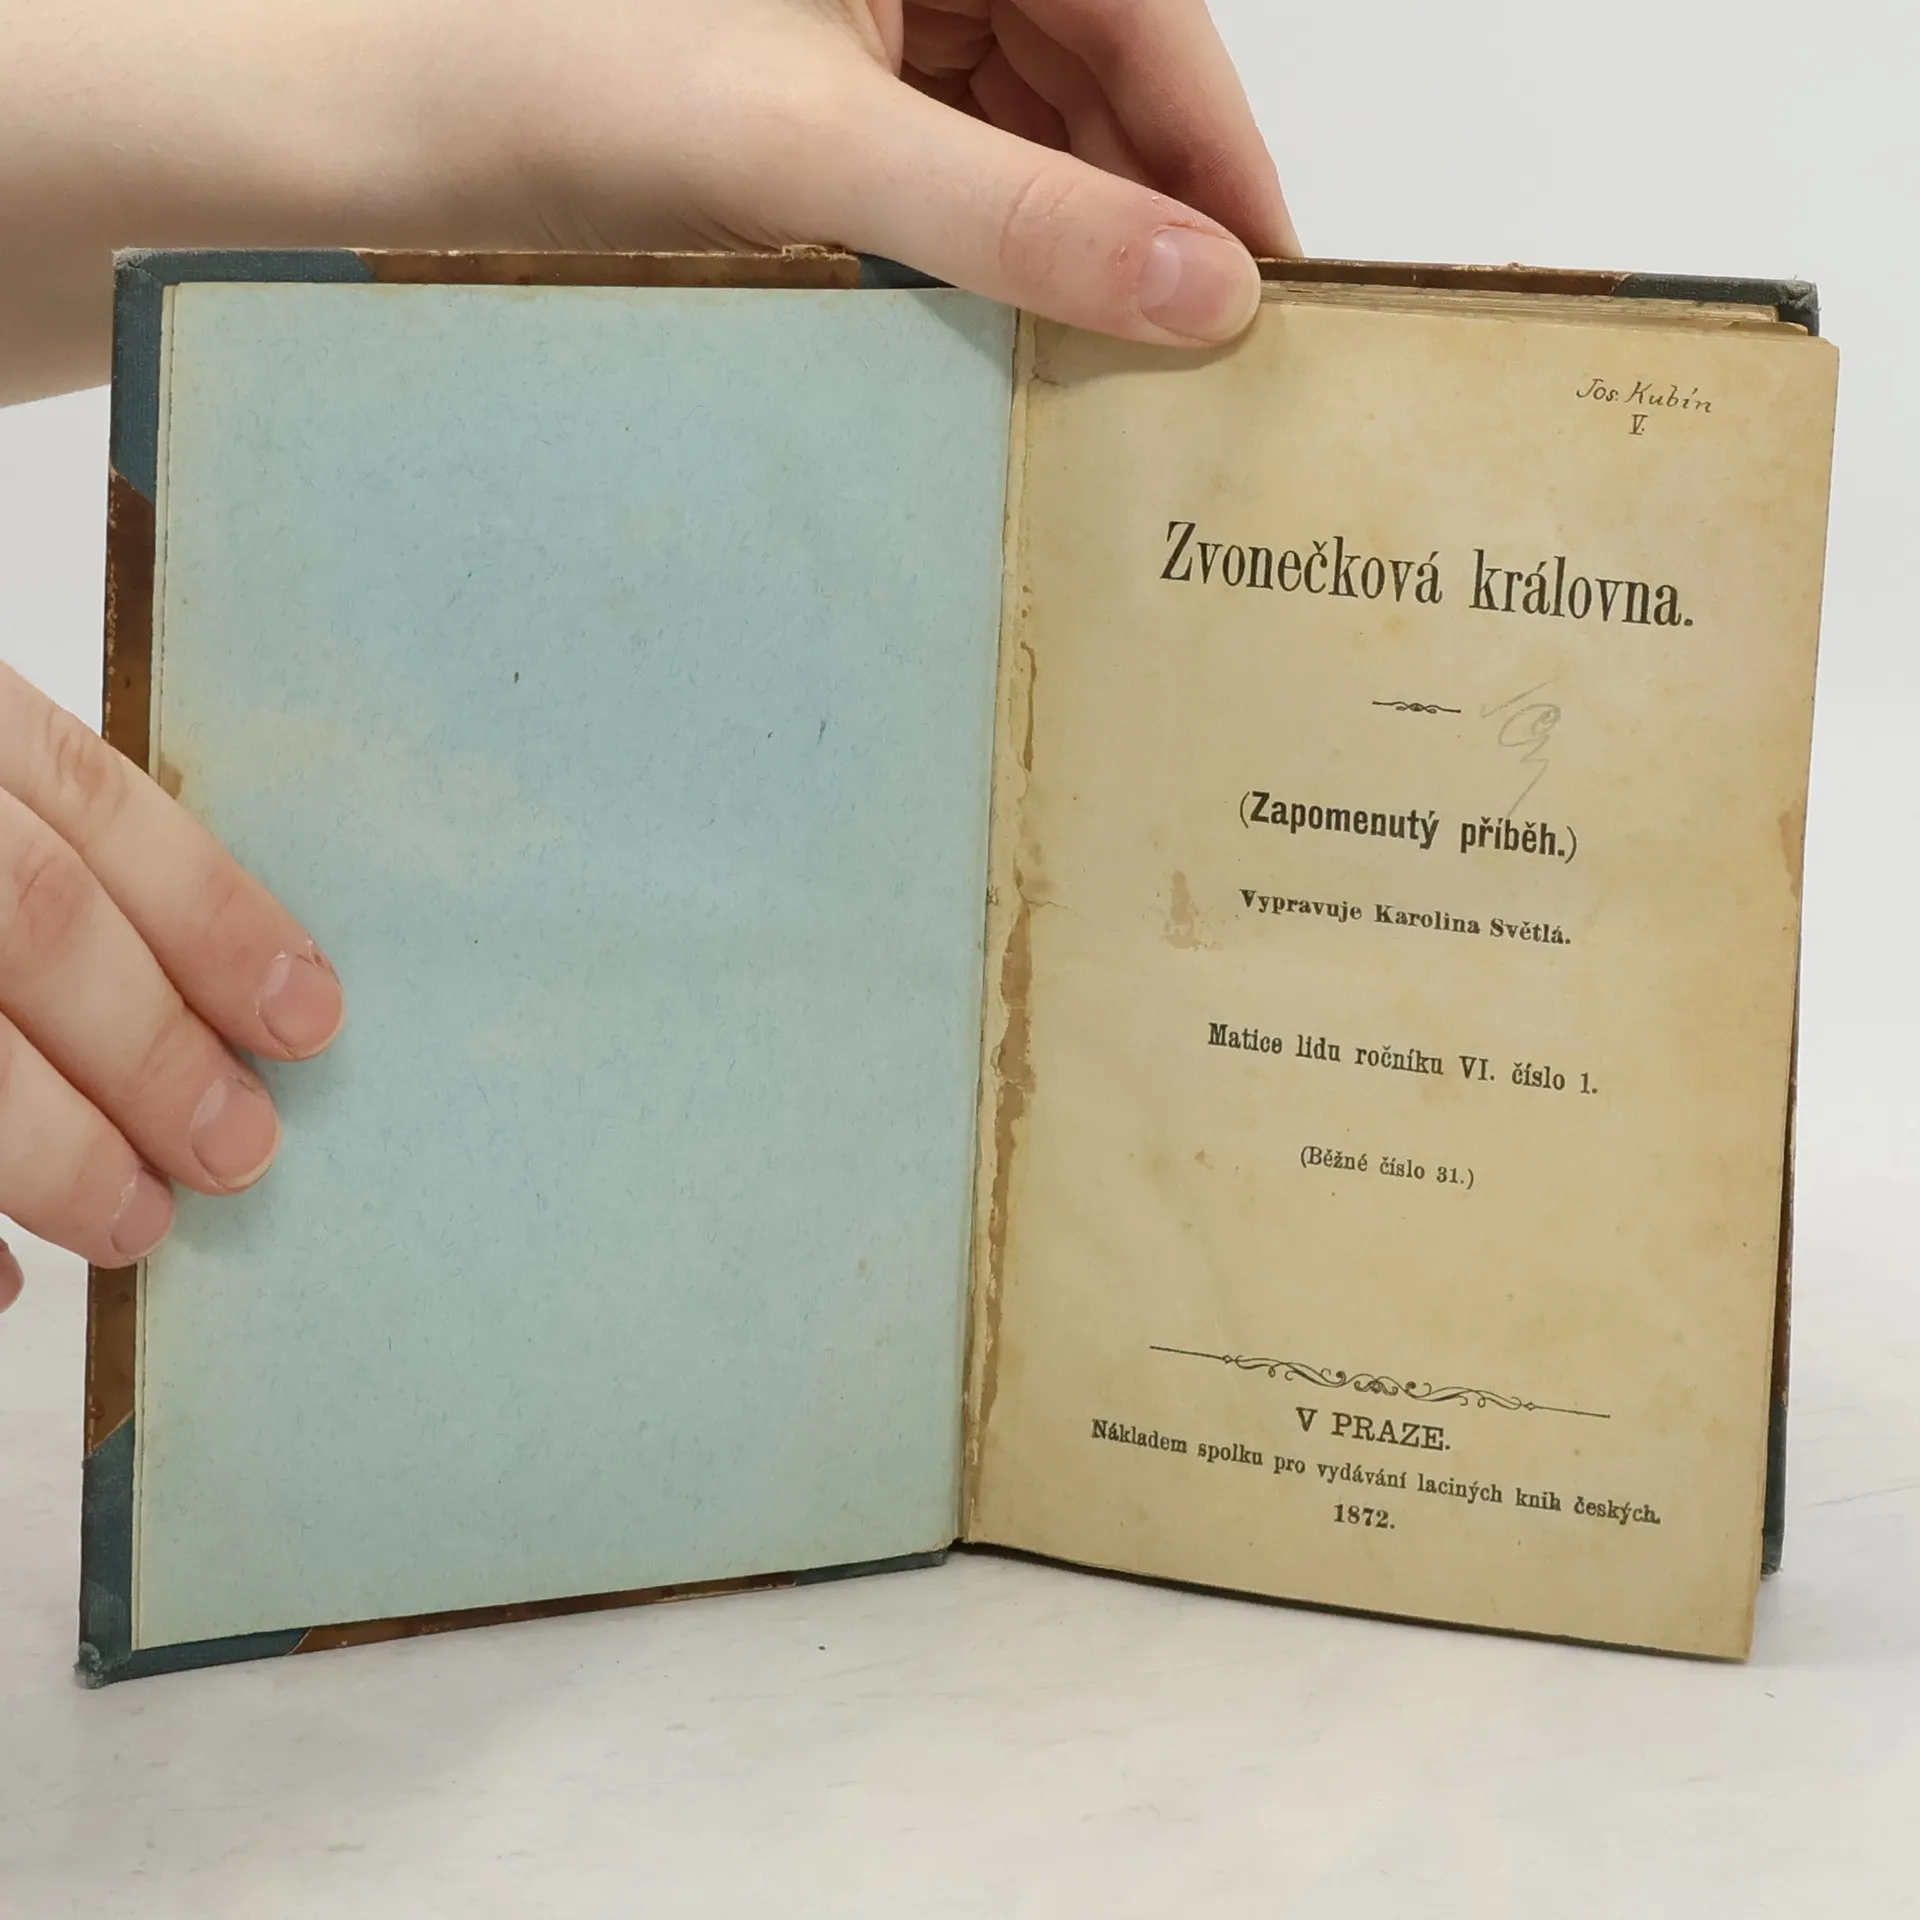 Jos. Kubín
V.
Zvonečková královna.
(Zapomenutý příběh.)
Vypravuje Karolina Světlá.
Matice lidu ročníku VI. číslo 1.
(Běžné číslo 31.)
V PRAZE.
Nákladem spolku pro vydávání laciných knih českých.
1872.